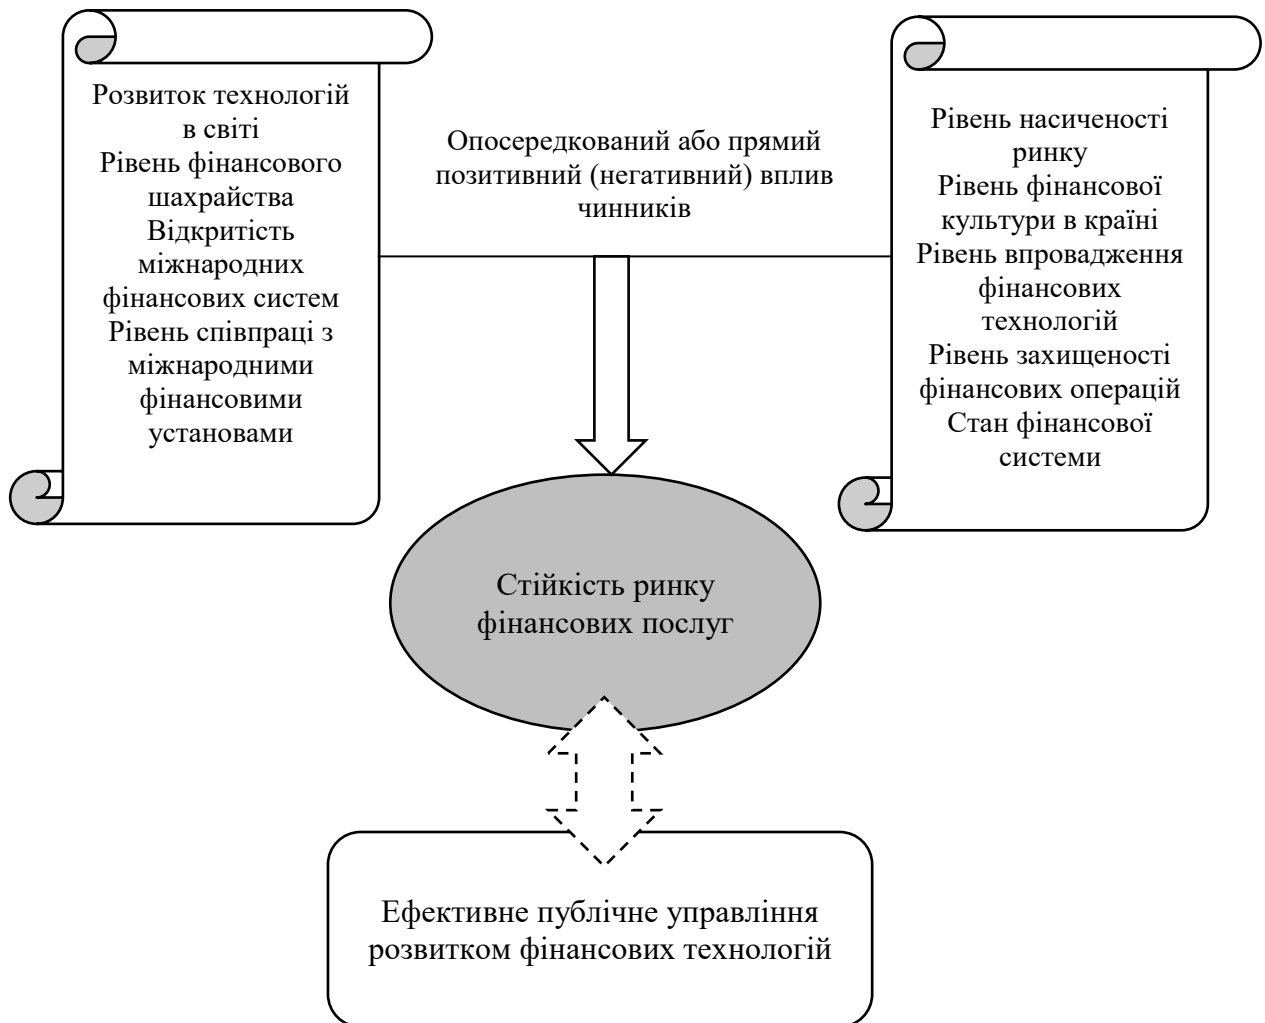 Розвиток технологій
в світі
Рівень фінансового
шахрайства
Відкритість
міжнародних
фінансових систем
Рівень співпраці з
міжнародними
фінансовими
установами
Опосередкований або прямий
позитивний (негативний) вплив
чинників
Рівень насиченості
ринку
Рівень фінансової
культури в країні
Рівень впровадження
фінансових
технологій
Рівень захищеності
фінансових операцій
Стан фінансової
системи
Стійкість ринку
фінансових послуг
Ефективне публічне управління
розвитком фінансових технологій